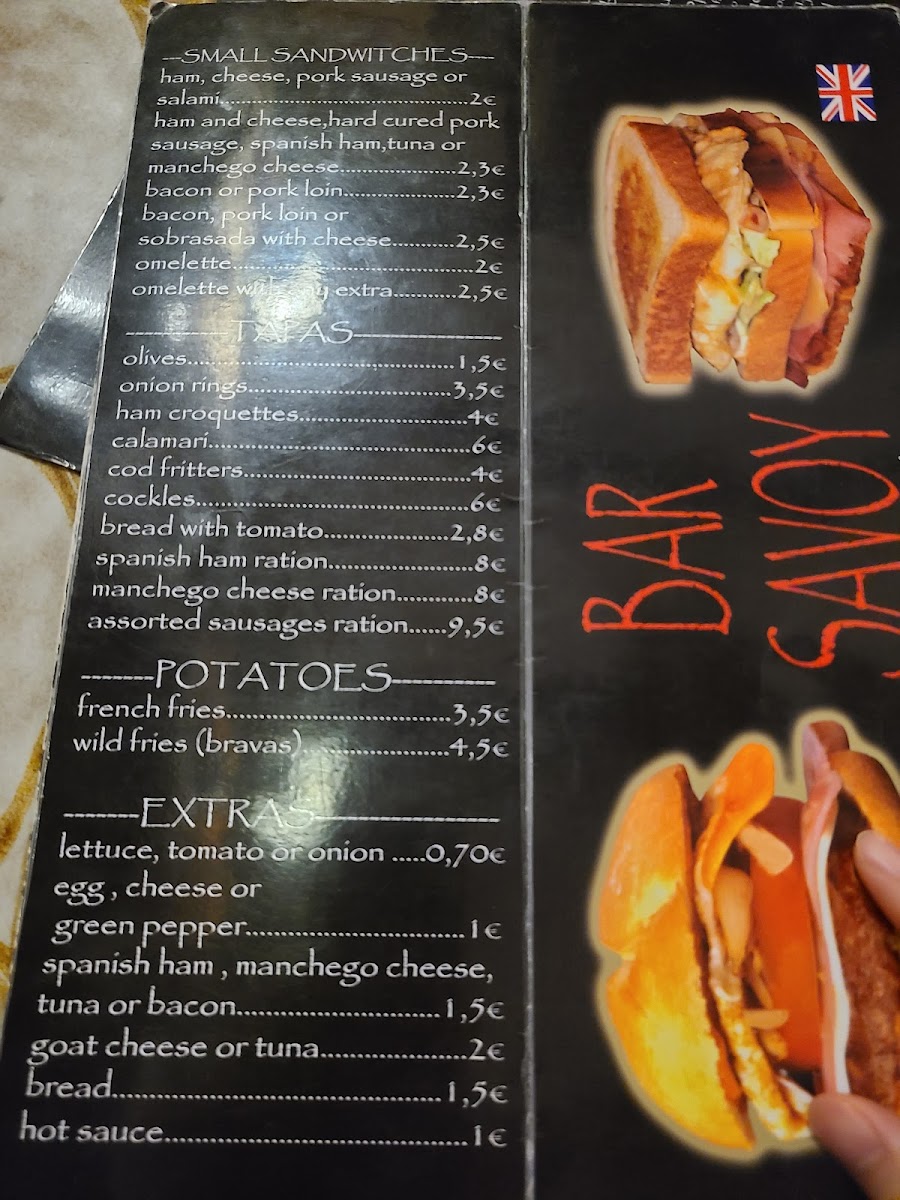 ---SMALL SANDWITCHES---
ham, cheese, pork sausage or
salami..........................................2€
ham and cheese,hard cured pork
sausage, spanish ham,tuna or
manchego cheese....................2,3€
bacon or pork loin...................2,3€
bacon, pork loin or
sobrasada with cheese...........2,5€
omelette.........................................2€
omelette with any extra...........2,5€
----------TAPAS---------------
olives.............................................1,5€
onion rings..................................3,5€
ham croquettes............................4€
calamari...........................................6€
cod fritters......................................4€
cockles.............................................6€
bread with tomato....................2,8€
spanish ham ration.......................8€
manchego cheese ration............8€
assorted sausages ration.......9,5€
-------POTATOES----------
french fries...................................3,5€
wild fries (bravas).....................4,5€
-------EXTRAS----------------
lettuce, tomato or onion .....0,70€
egg , cheese or
green pepper.................................1€
spanish ham , manchego cheese,
tuna or bacon..............................1,5€
goat cheese or tuna.....................2€
bread..............................................1,5€
hot sauce.........................................1€
BAR
SAVOY